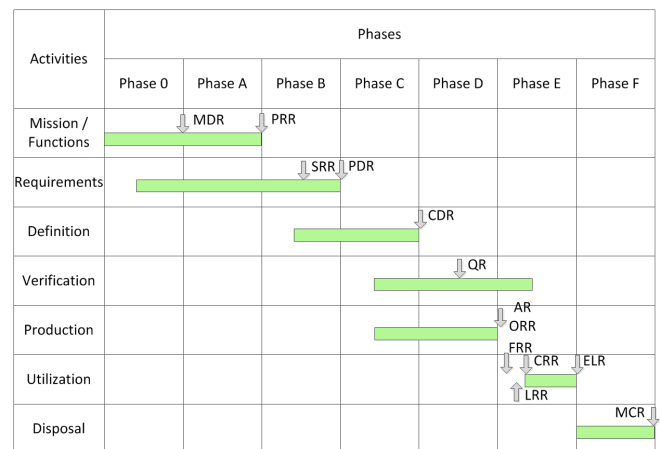 Activities
Phases
Phase 0
Phase A
Phase B
Phase C
Phase D
Phase E
Phase F
Mission /
Functions
MDR
PRR
Requirements
SRR
PDR
Definition
CDR
Verification
QR
Production
AR
ORR
Utilization
FRR
CRR
ELR
LRR
Disposal
MCR